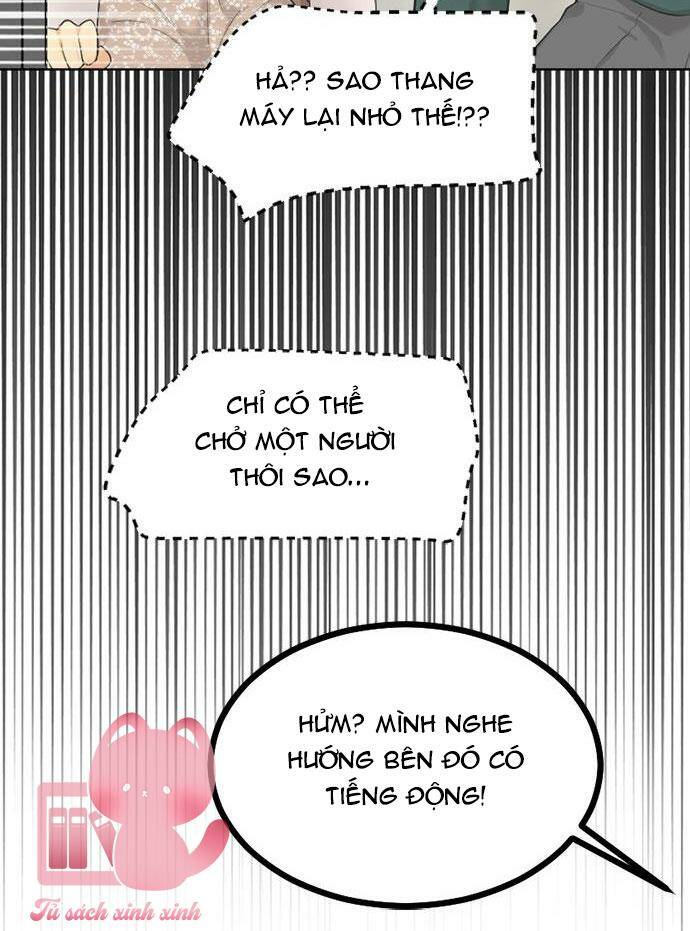 HẢ?? SAO THANG
MÁY LẠI NHỎ THẾ!??
CHỈ CÓ THỂ
CHỞ MỘT NGƯỜI
THÔI SAO...
HỬM? MÌNH NGHE
HƯỚNG BÊN ĐÓ CÓ
TIẾNG ĐỘNG!
Tủ sách xinh xinh